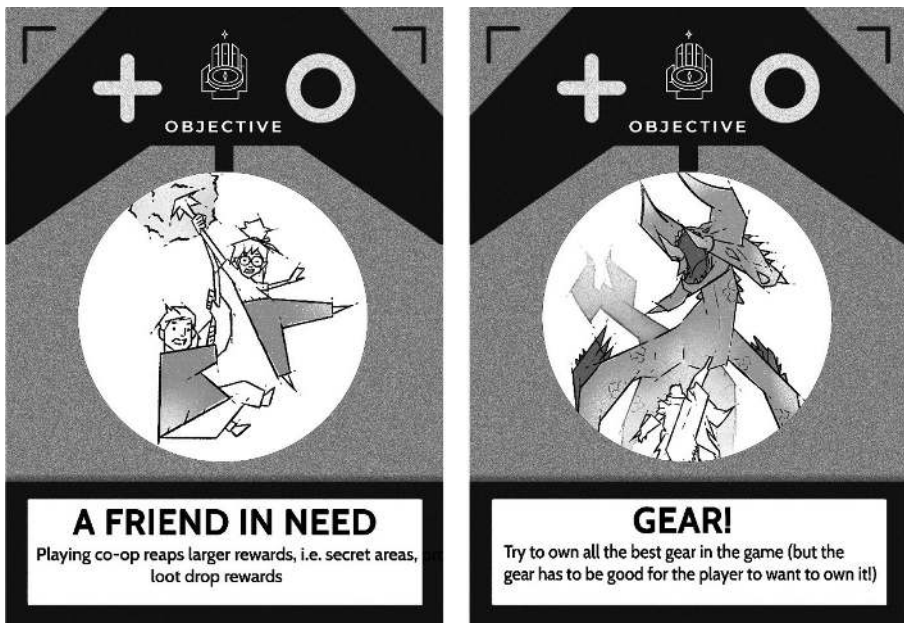 OBJECTIVE
A FRIEND IN NEED
Playing co-op reaps larger rewards, i.e. secret areas,
loot drop rewards
OBJECTIVE
GEAR!
Try to own all the best gear in the game (but the
gear has to be good for the player to want to own it!)